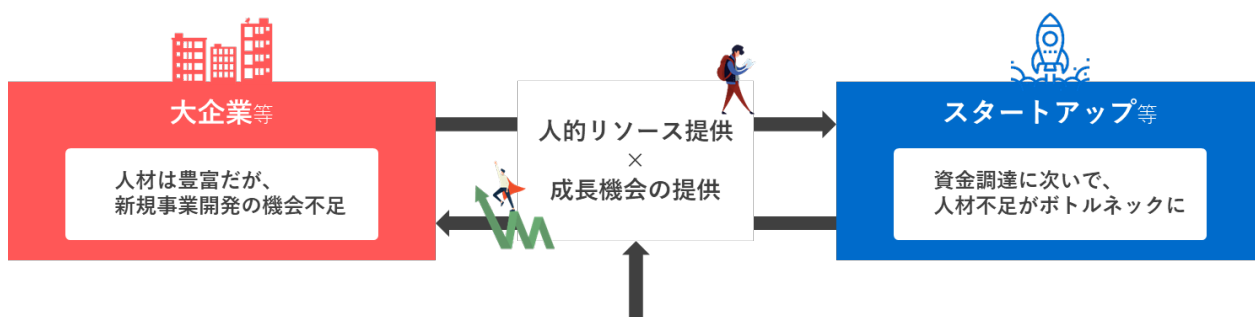 大企業等
人材は豊富だが、
新規事業開発の機会不足
人的リソース提供
×
成長機会の提供
スタートアップ等
資金調達に次いで、
人材不足がボトルネックに